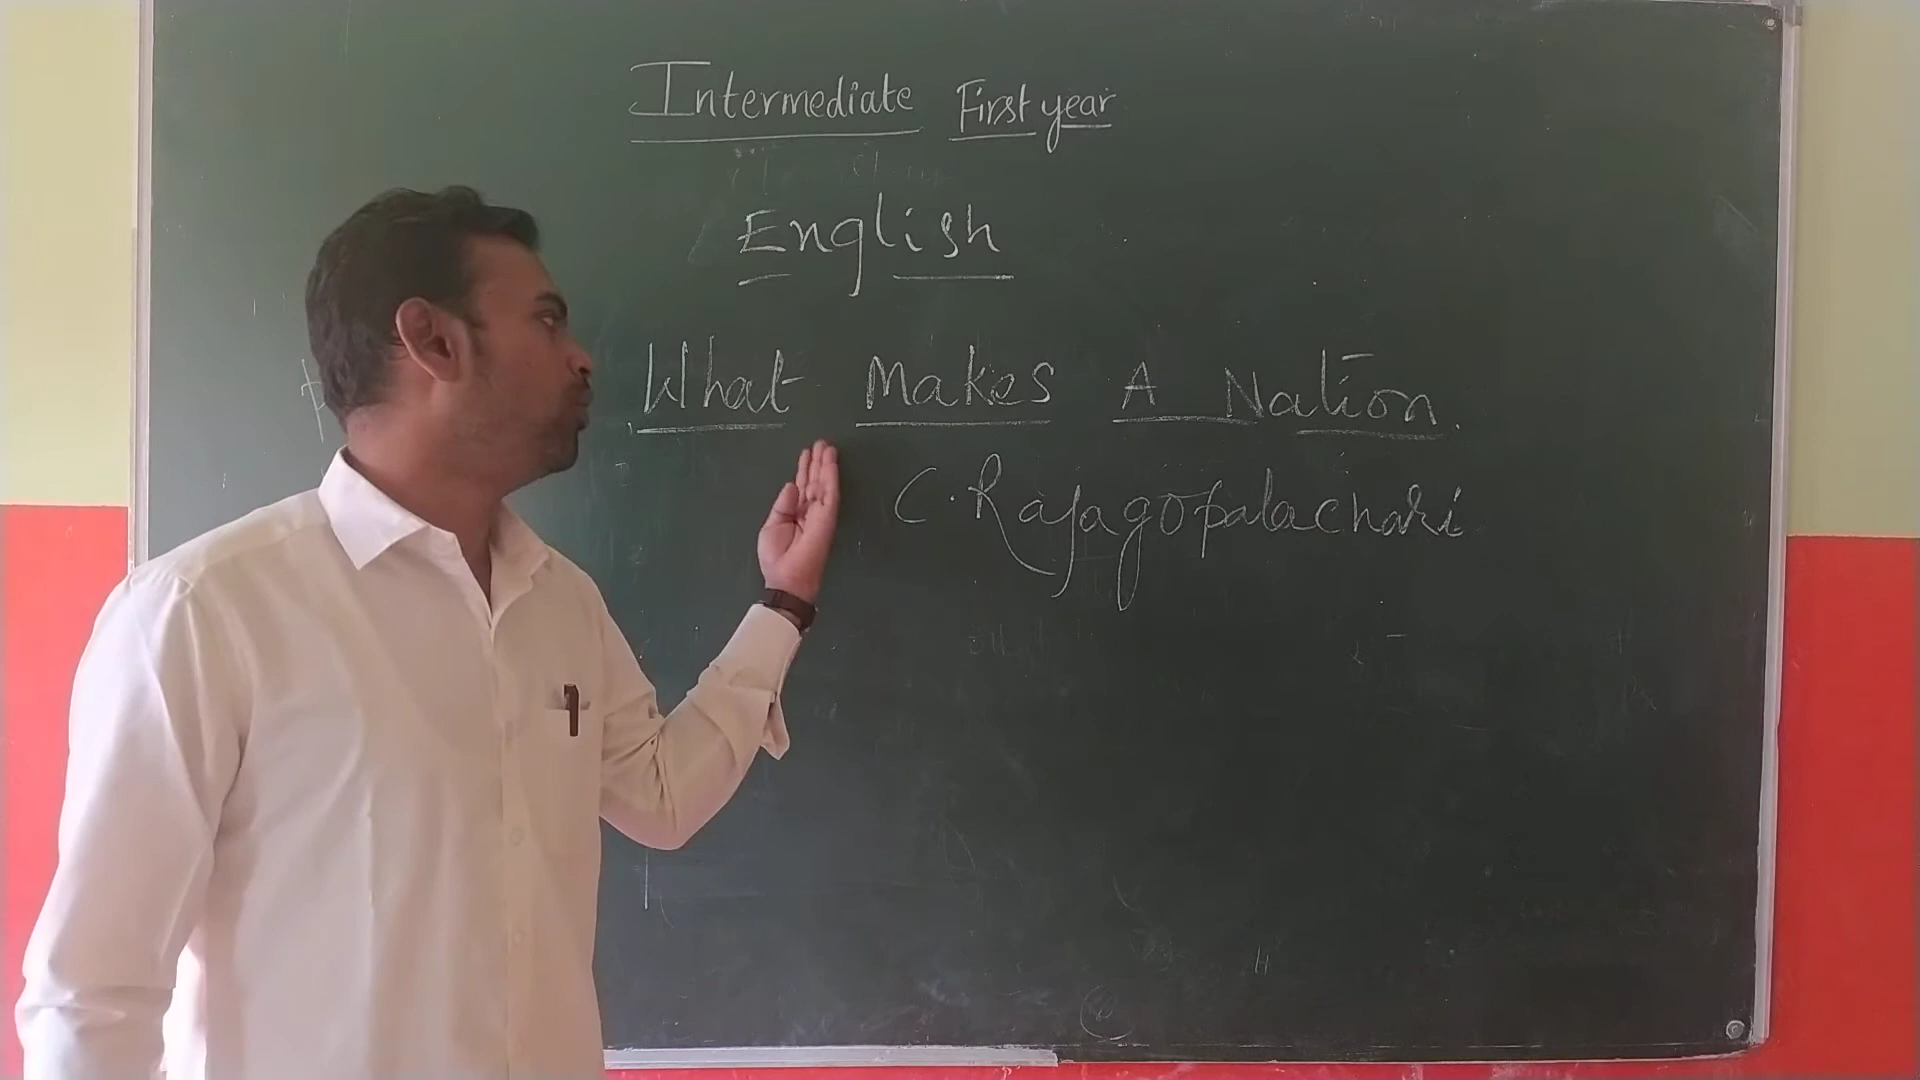 Intermediate First year
English
What Makes A Nation.
C. Rajagopalachari